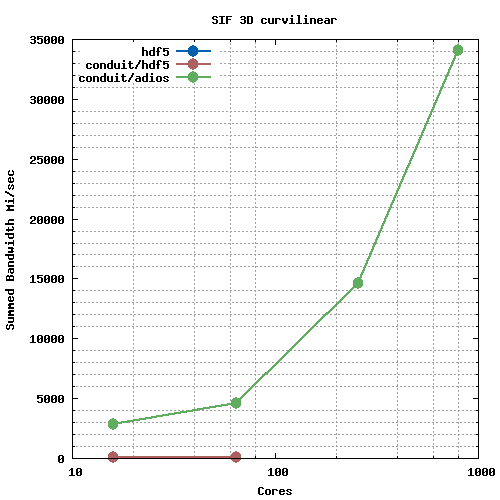 SIF 3D curvilinear
hdf5
conduit/hdf5
conduit/adios
35000
30000
25000
20000
15000
10000
5000
0
Summed Bandwidth Mi/sec
10
100
1000
Cores